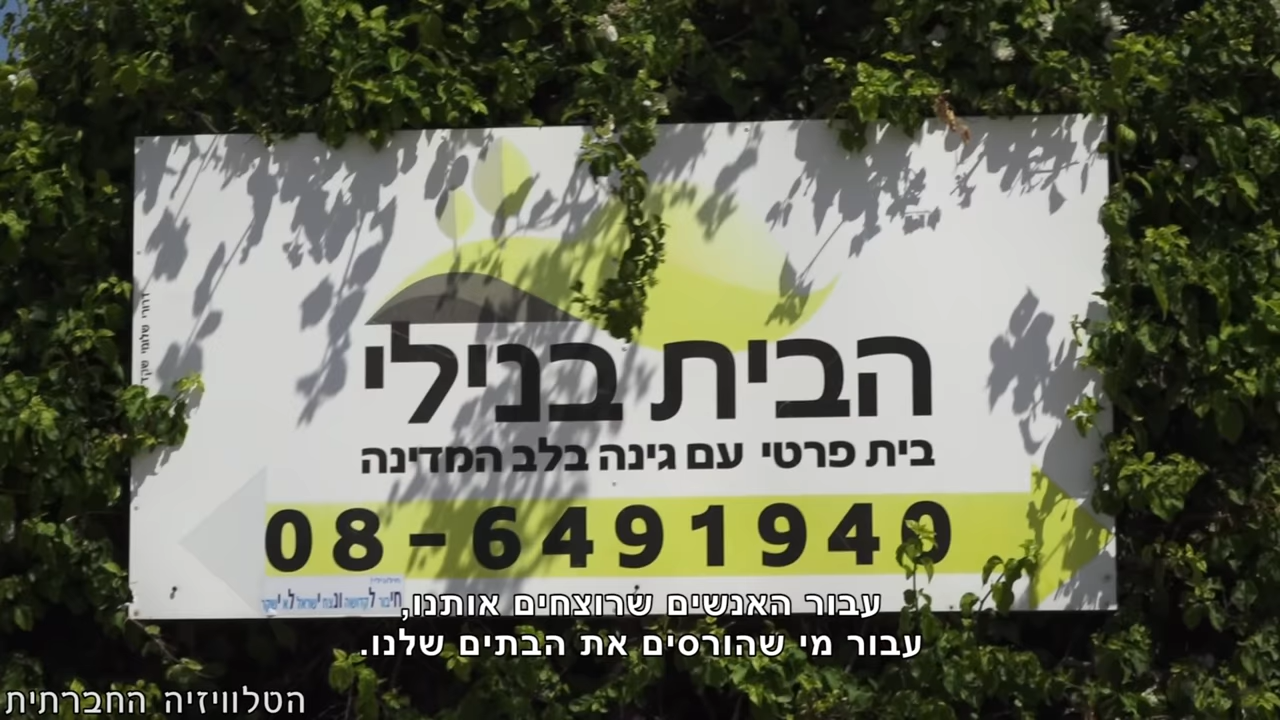 הבית בנילי
בית פרטי עם גינה בלב המדינה
08-6491940
עבור האנשים שרוצחים אותנו,
עבור מי שהורסים את הבתים שלנו.
הטלוויזיה החברתית